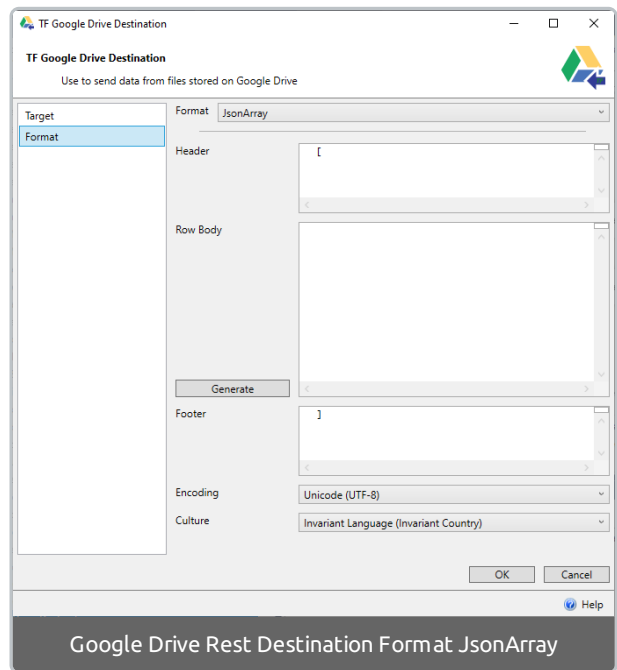 TF Google Drive Destination
TF Google Drive Destination
Use to send data from files stored on Google Drive
Target
Format
Format JsonArray
Header
[
Row Body
Generate
Footer
]
Encoding Unicode (UTF-8)
Culture Invariant Language (Invariant Country)
OK Cancel
Help
Google Drive Rest Destination Format JsonArray